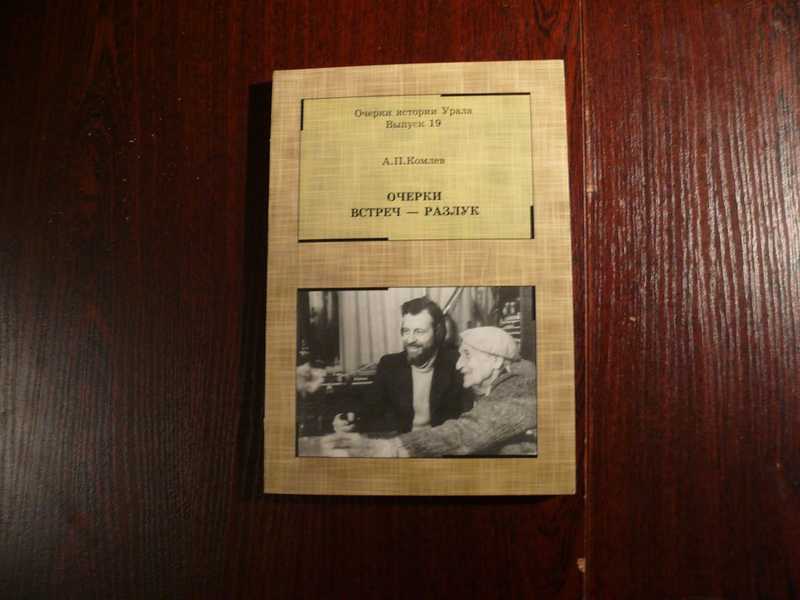 Очерки истории Урала
Выпуск 19
А.П.Комлев
ОЧЕРКИ
ВСТРЕЧ — РАЗЛУК